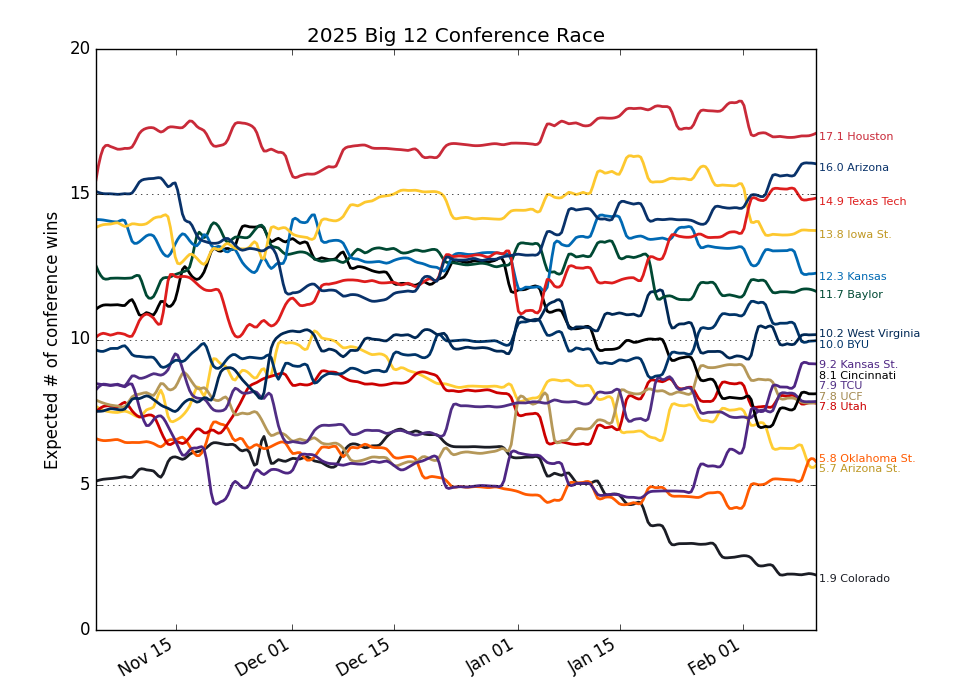 2025 Big 12 Conference Race
Expected # of conference wins
20
15
10
5
0
17.1 Houston
16.0 Arizona
14.9 Texas Tech
13.8 Iowa St.
12.3 Kansas
11.7 Baylor
10.2 West Virginia
10.0 BYU
9.2 Kansas St.
8.1 Cincinnati
7.9 TCU
7.8 UCF
7.8 Utah
5.8 Oklahoma St.
5.7 Arizona St.
1.9 Colorado
Nov 15
Dec 01
Dec 15
Jan 01
Jan 15
Feb 01